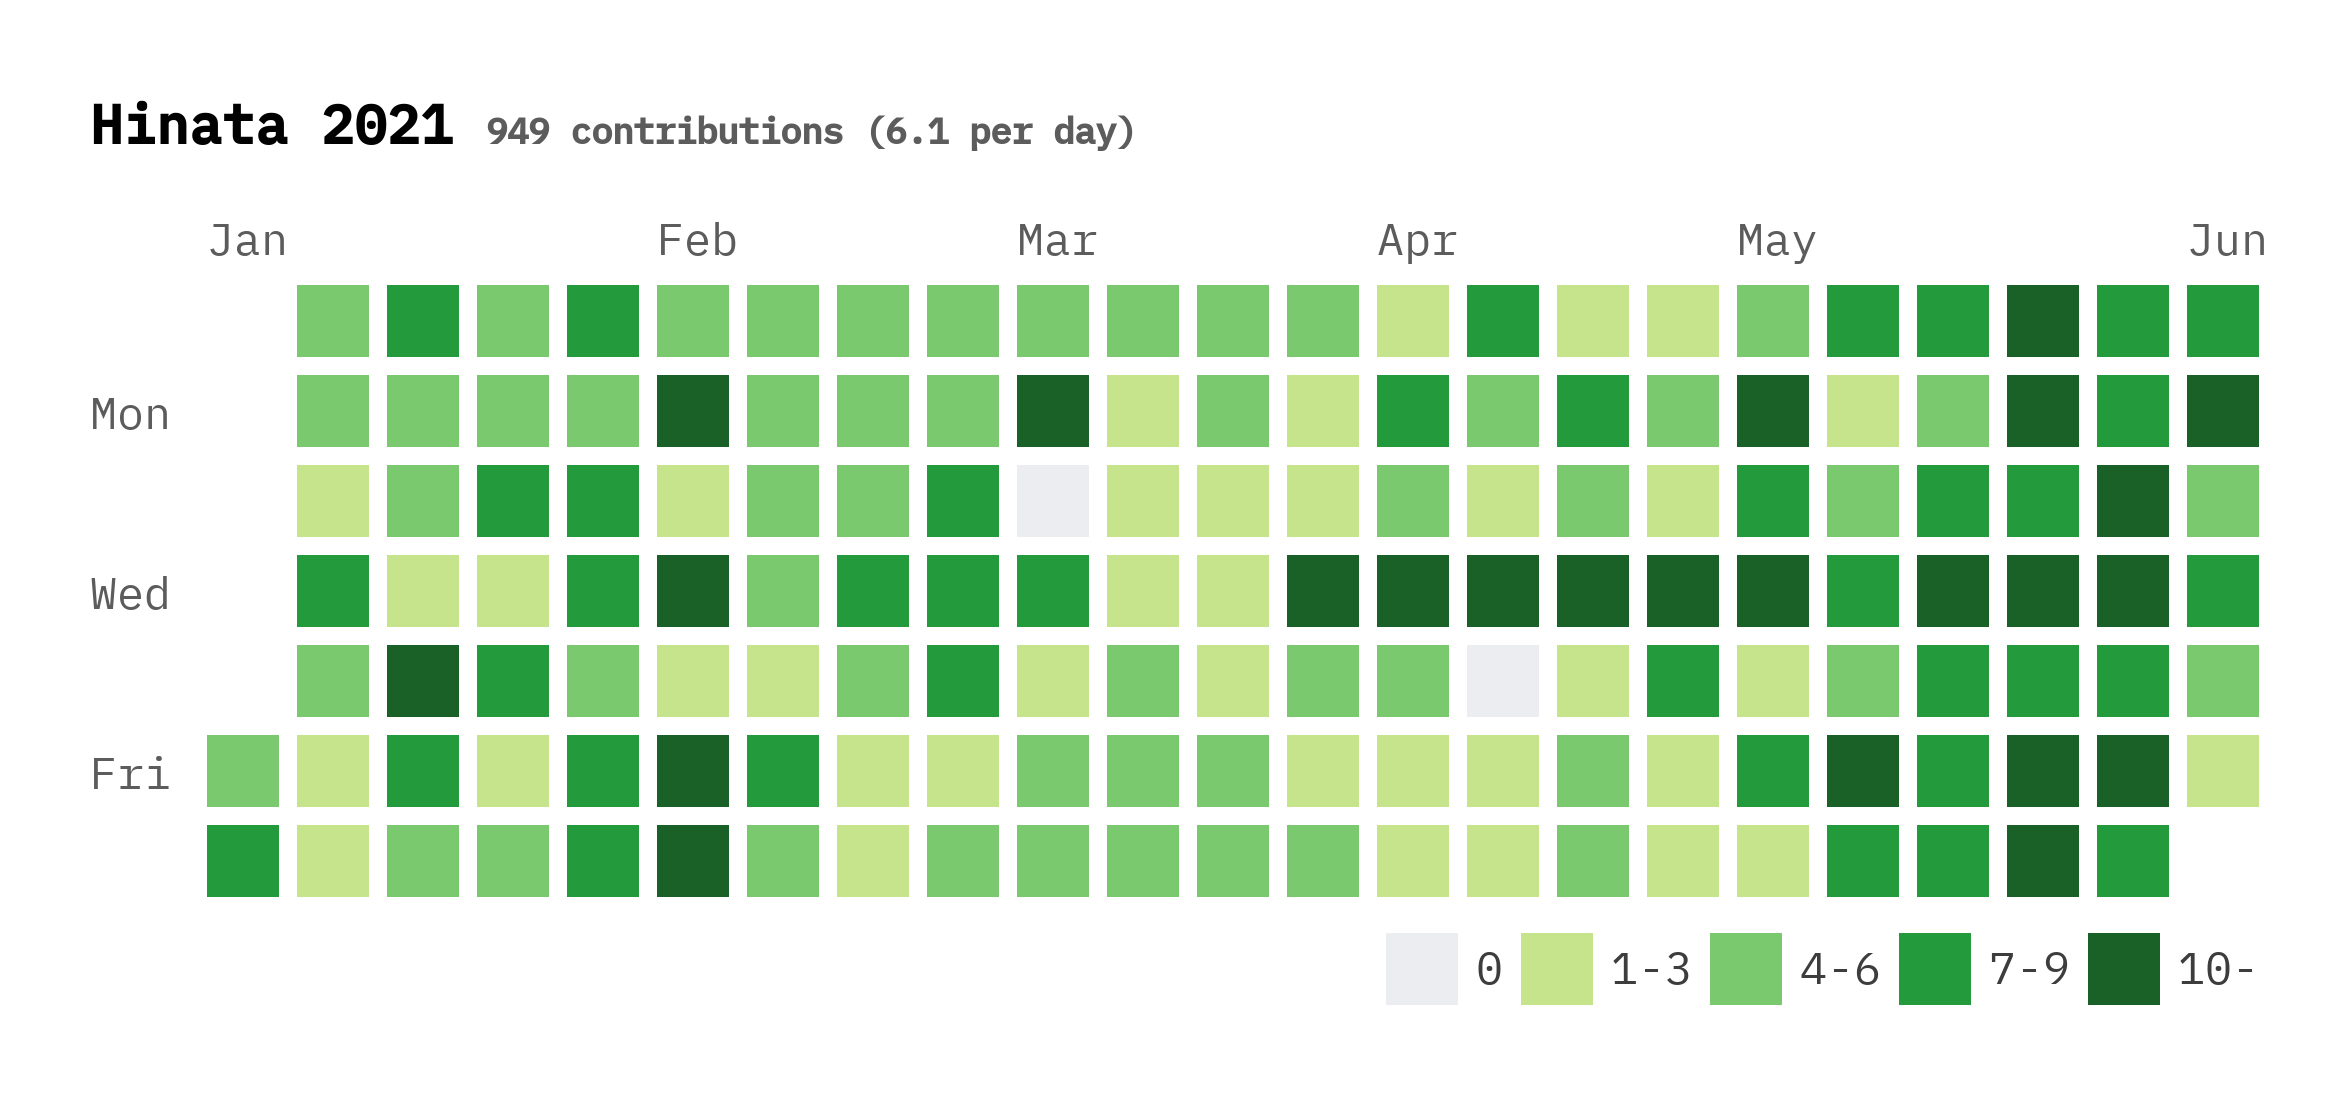 Hinata 2021 949 contributions (6.1 per day)
Jan Feb Mar Apr May Jun
Mon
Wed
Fri
0 1-3 4-6 7-9 10-